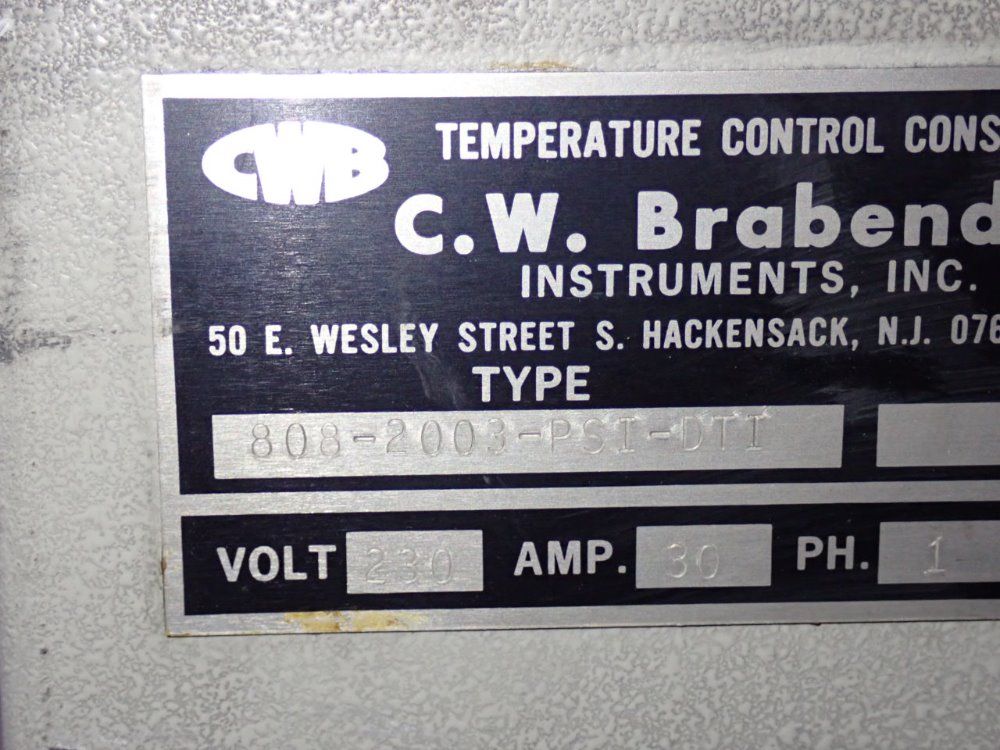 CWB
TEMPERATURE CONTROL CONS
C.W. Brabend
INSTRUMENTS, INC.
50 E. WESLEY STREET S. HACKENSACK, N.J. 076
TYPE
808-2003-PSI-DTI
VOLT 230 AMP. 30 PH. 1